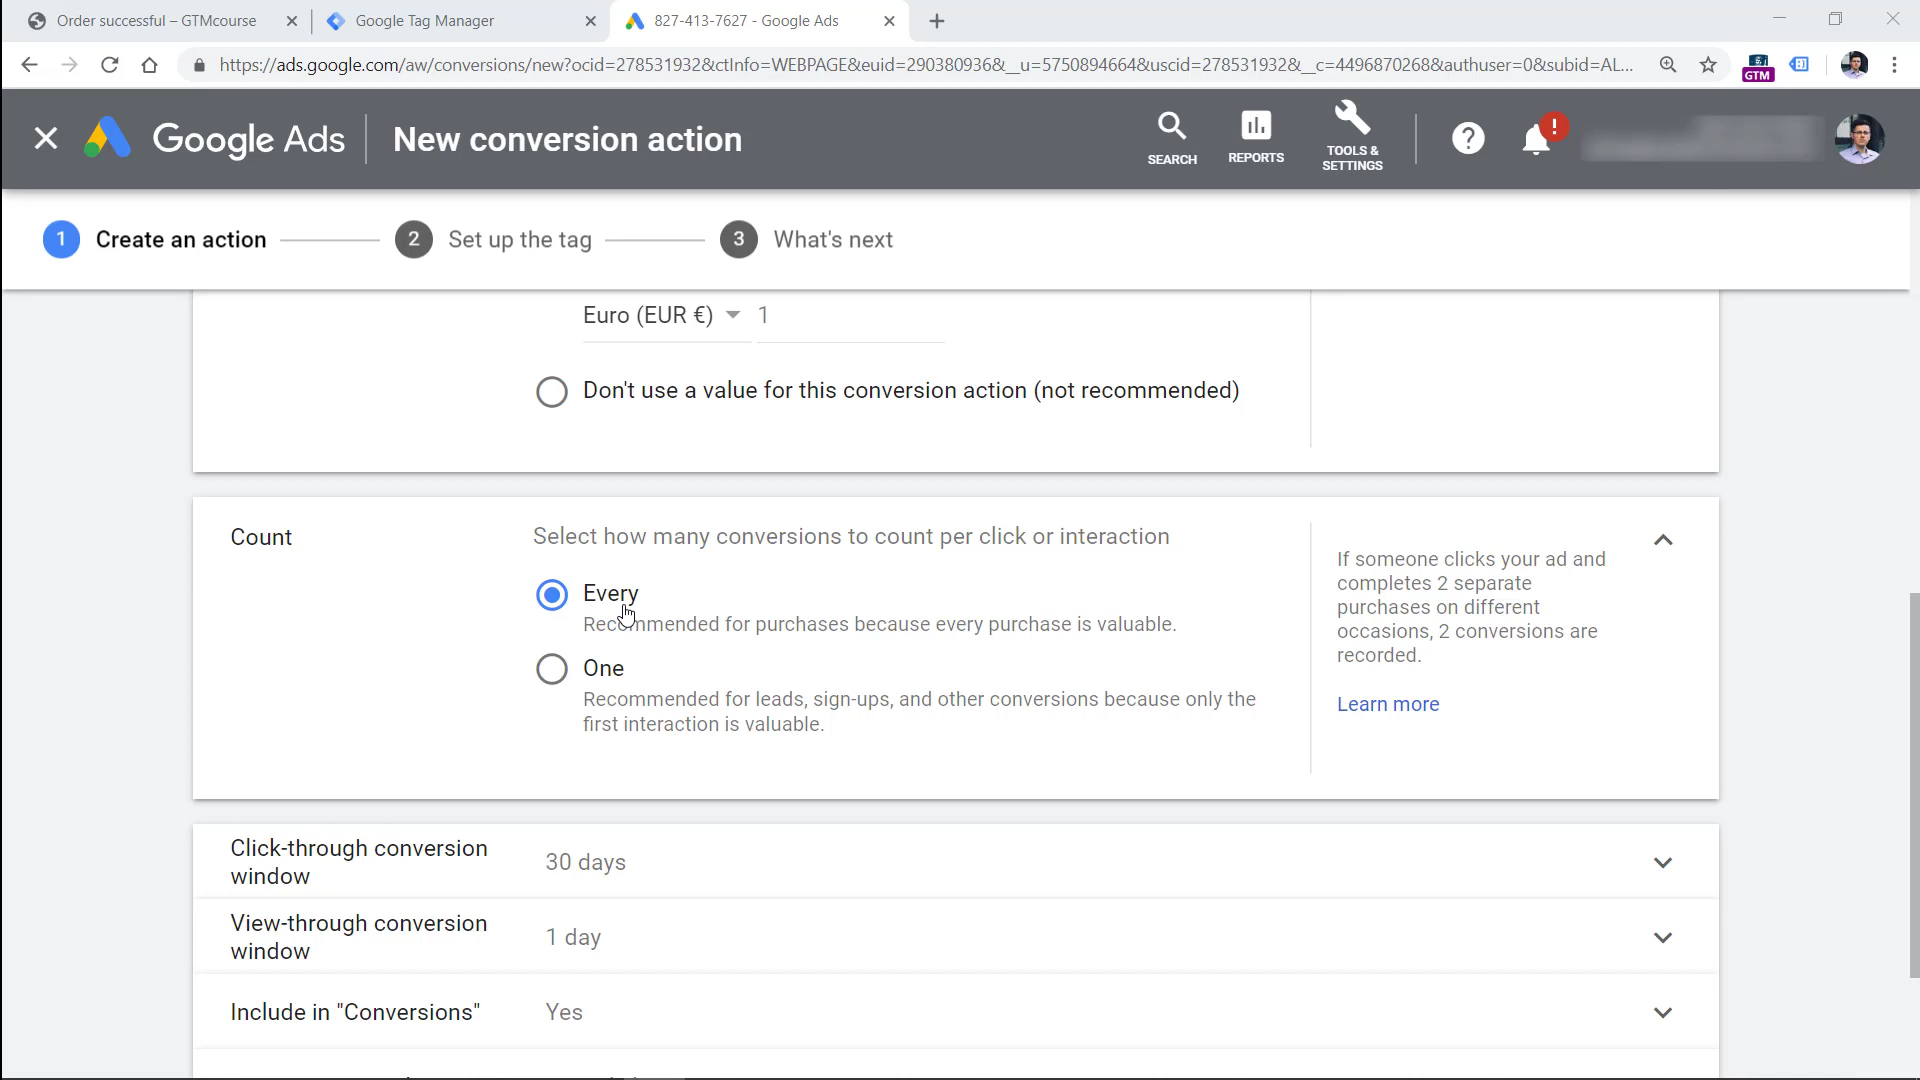 Order successful – GTMcourse
Google Tag Manager
827-413-7627 - Google Ads
https://ads.google.com/aw/conversions/new?ocid=278531932&ctInfo=WEBPAGE&euid=290380936&__u=5750894664&uscid=278531932&__c=4496870268&authuser=0&subid=AL...
GTM
Google Ads
New conversion action
SEARCH
REPORTS
TOOLS &
SETTINGS
?
!
1 Create an action
2 Set up the tag
3 What's next
Euro (EUR €) 1
Don't use a value for this conversion action (not recommended)
Count
Select how many conversions to count per click or interaction
Every
Recommended for purchases because every purchase is valuable.
One
Recommended for leads, sign-ups, and other conversions because only the
first interaction is valuable.
If someone clicks your ad and
completes 2 separate
purchases on different
occasions, 2 conversions are
recorded.
Learn more
Click-through conversion
window
30 days
View-through conversion
window
1 day
Include in "Conversions"
Yes